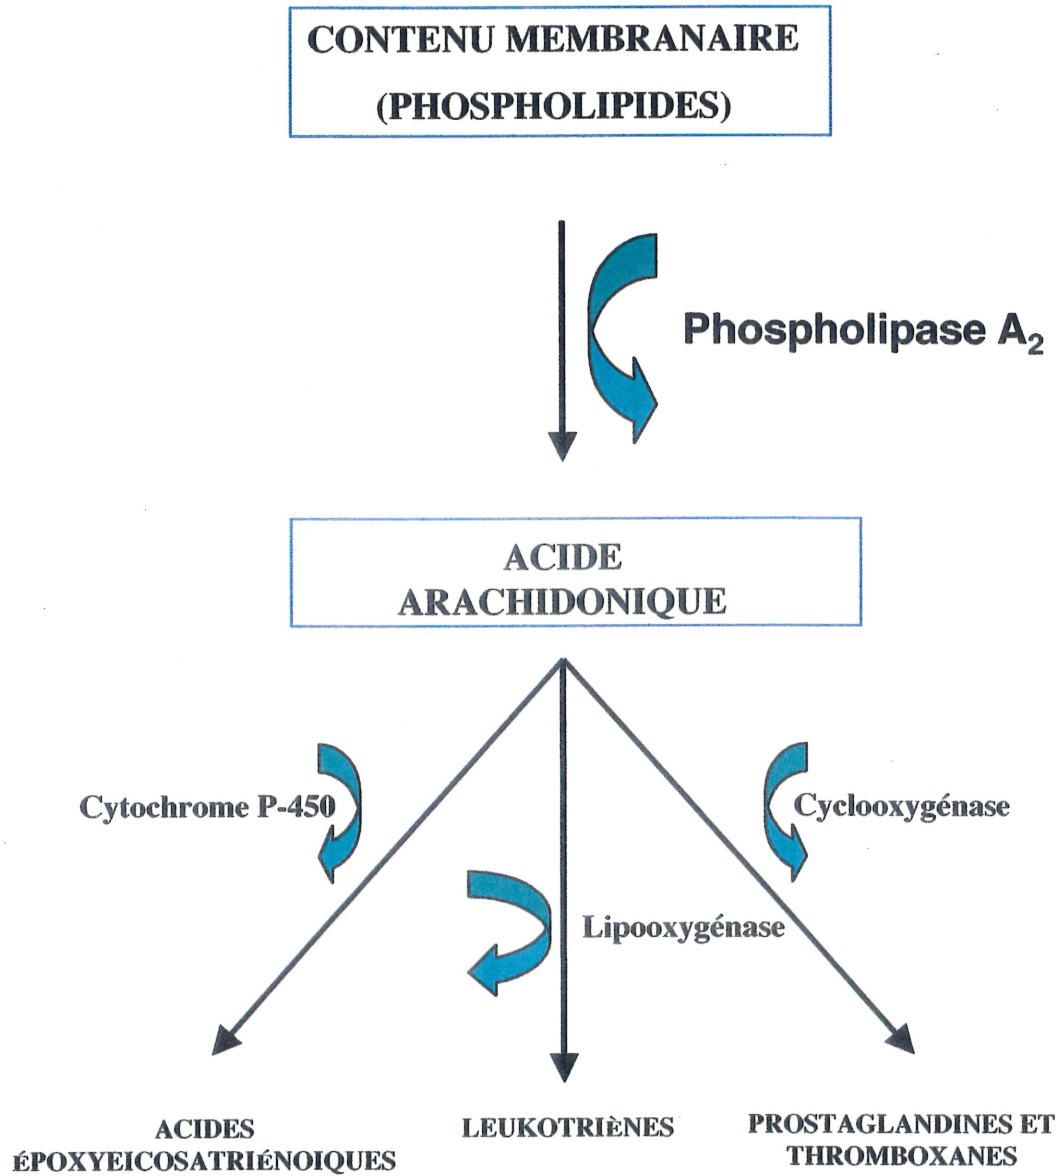 CONTENU MEMBRANAIRE
(PHOSPHOLIPIDES)
Phospholipase A₂
ACIDE
ARACHIDONIQUE
Cytochrome P-450
Cyclooxygénase
Lipooxygénase
ACIDES
ÉPOXYEICOSATRIÉNOIQUES
LEUKOTRIèNES
PROSTAGLANDINES ET
THROMBOXANES